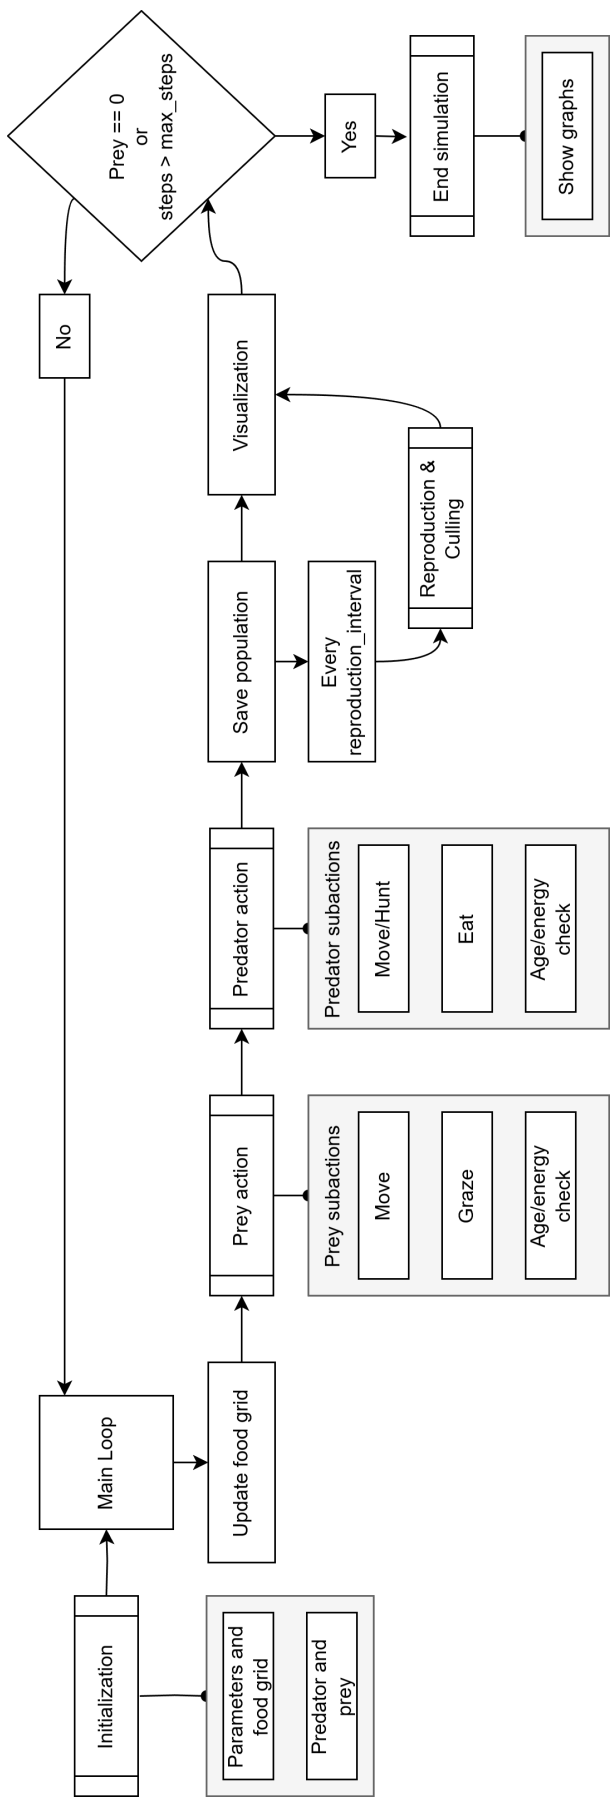 Initialization
Parameters and
food grid
Predator and
prey
Main Loop
Update food grid
Prey action
Prey subactions
Move
Graze
Age/energy
check
Predator action
Predator subactions
Move/Hunt
Eat
Age/energy
check
Save population
Every
reproduction_interval
Reproduction &
Culling
Visualization
Prey == 0
or
steps > max_steps
No
Yes
End simulation
Show graphs